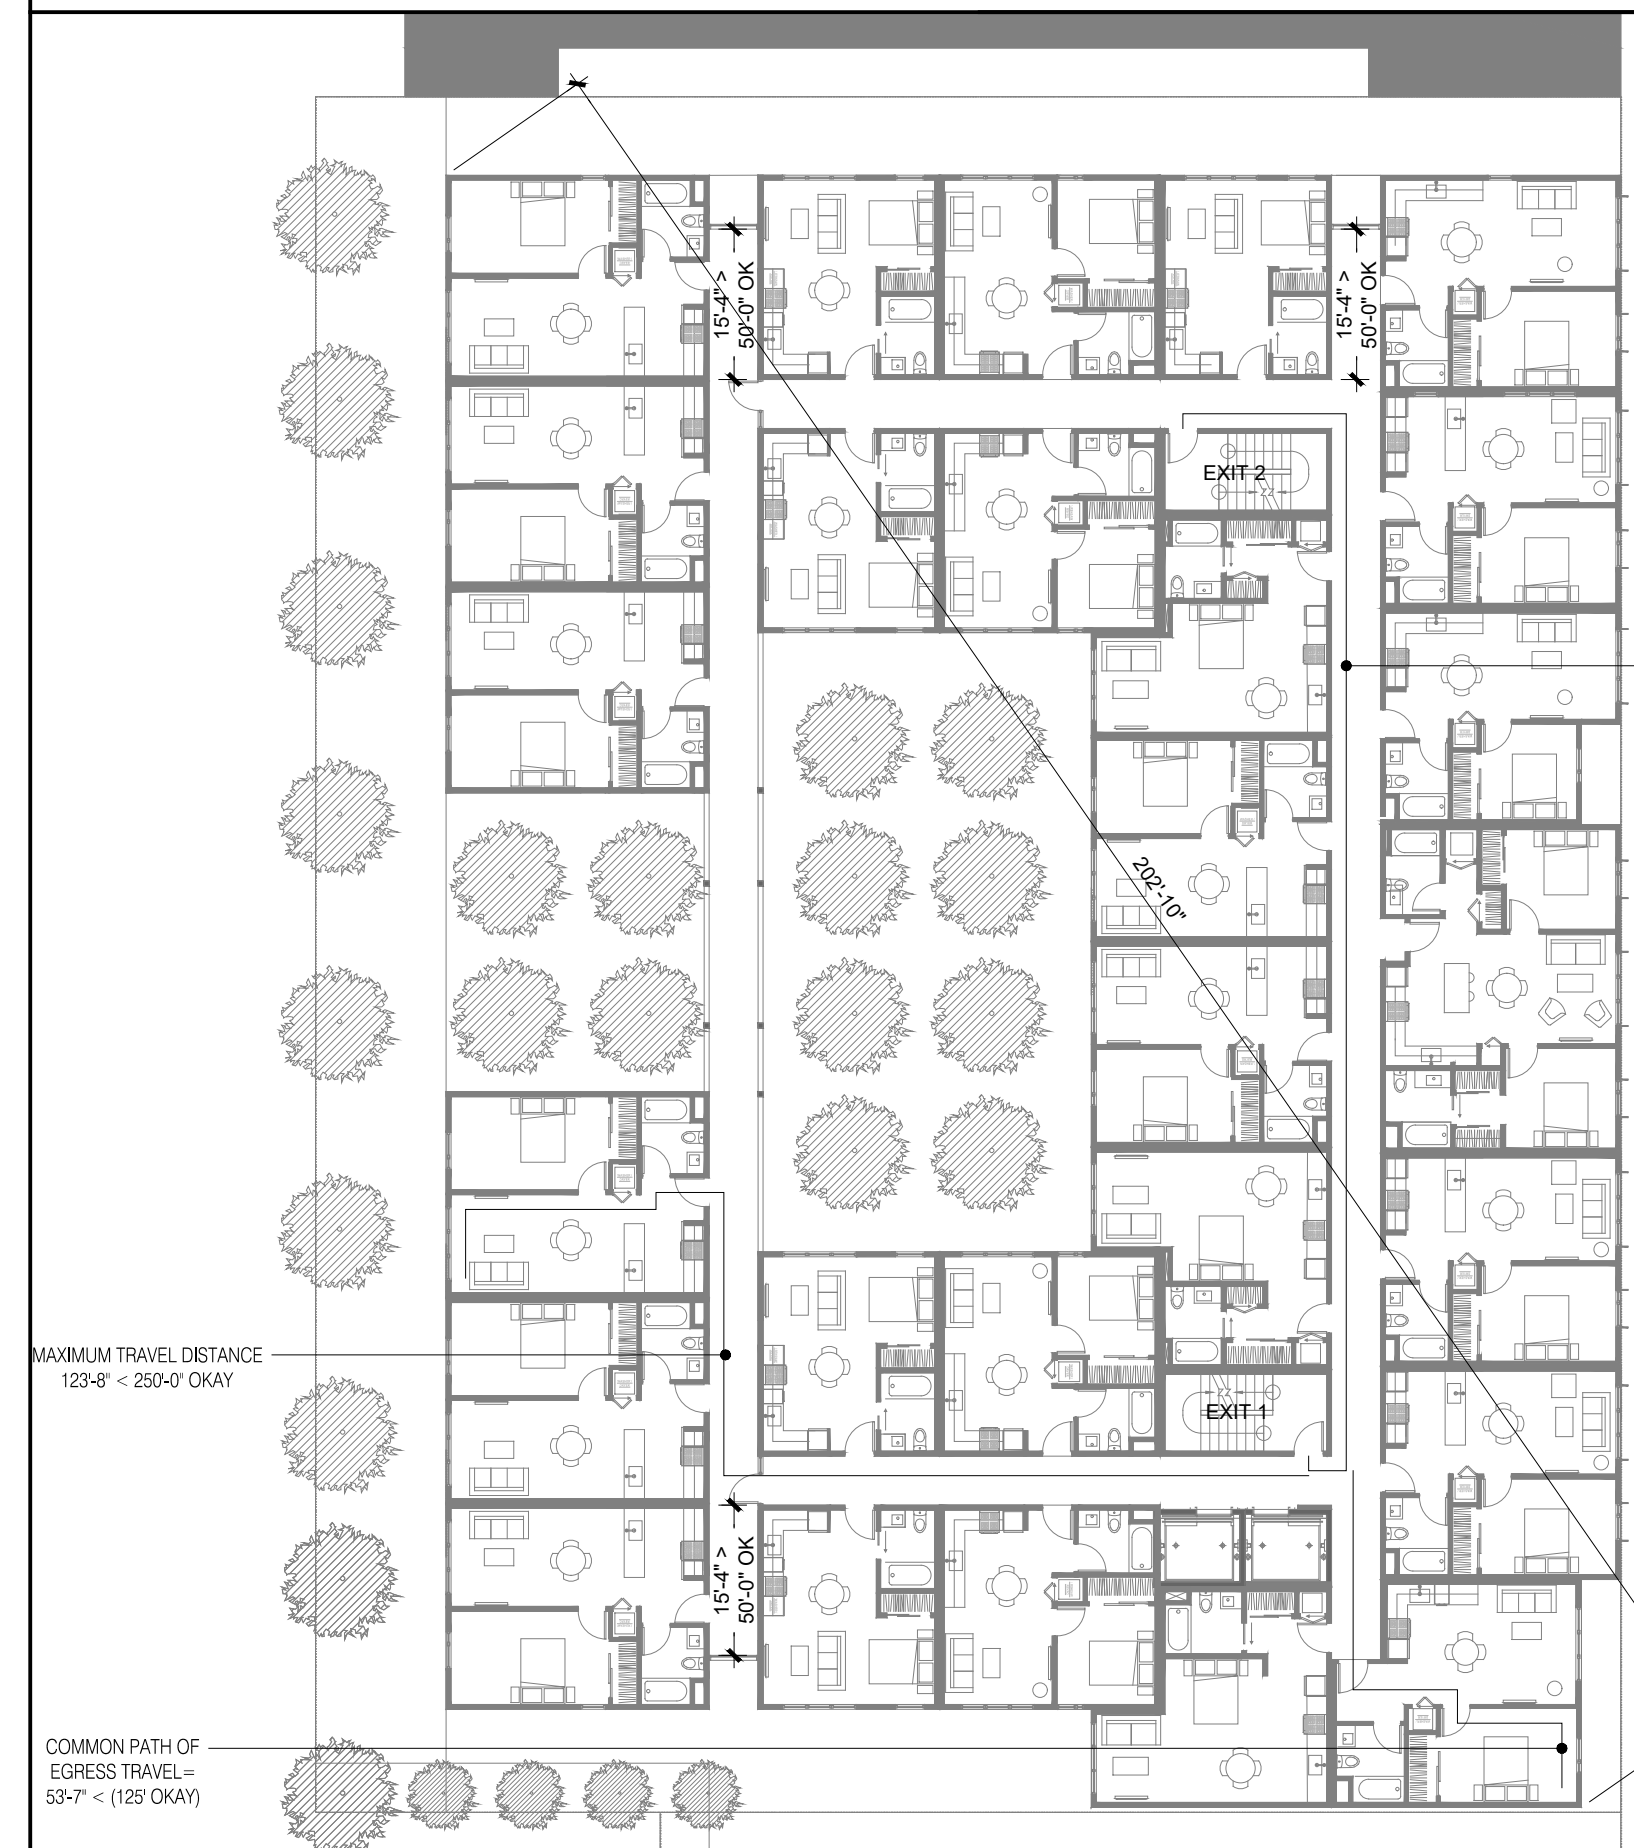 15'-4" >
50'-0" OK
15'-4" >
50'-0" OK
EXIT 2
202'-10"
MAXIMUM TRAVEL DISTANCE
123'-8" < 250'-0" OKAY
EXIT 1
15'-4" >
50'-0" OK
COMMON PATH OF
EGRESS TRAVEL=
53'-7" < (125' OKAY)